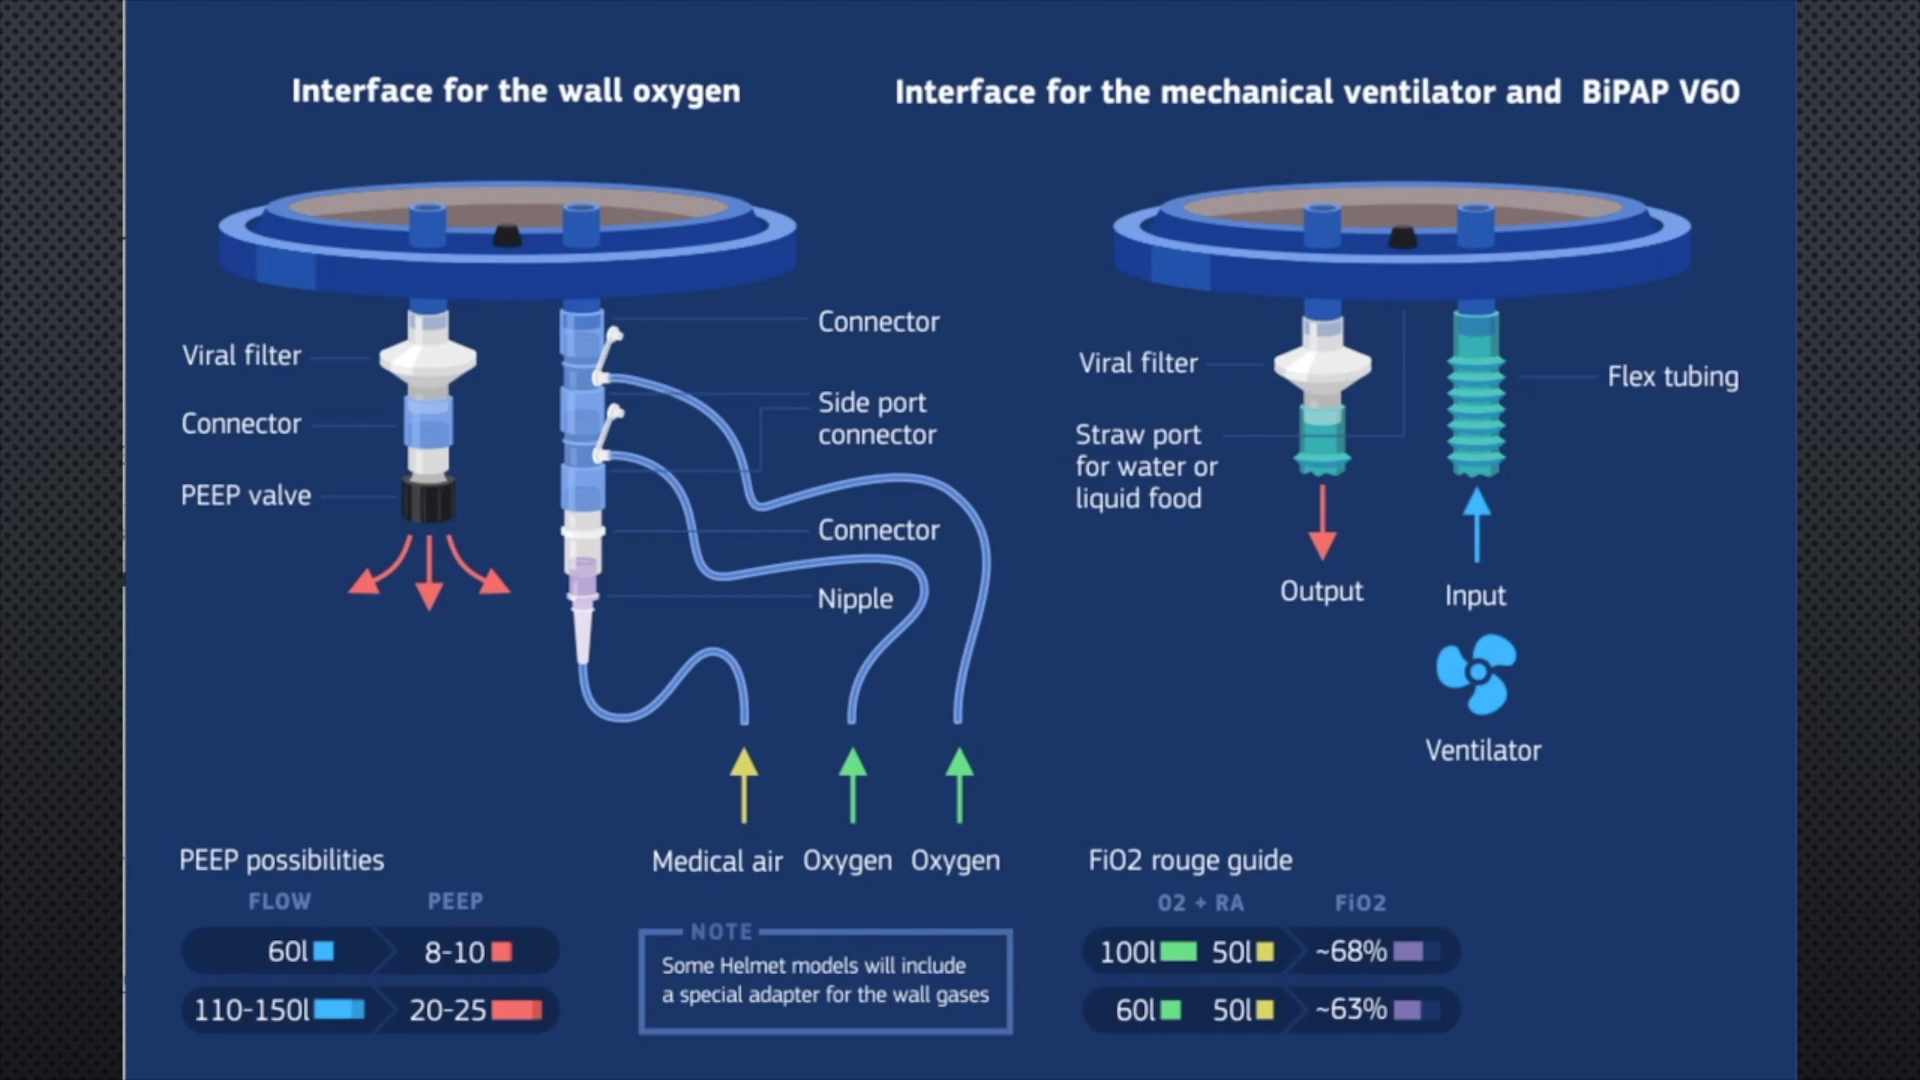 Interface for the wall oxygen
Interface for the mechanical ventilator and BiPAP V60
Viral filter
Connector
PEEP valve
Connector
Side port
connector
Connector
Nipple
Medical air
Oxygen
Oxygen
Viral filter
Straw port
for water or
liquid food
Flex tubing
Output
Input
Ventilator
PEEP possibilities
FLOW PEEP
60l 8-10
110-150l 20-25
NOTE
Some Helmet models will include
a special adapter for the wall gases
FiO2 rouge guide
O2 + RA FiO2
100l 50l ~68%
60l 50l ~63%